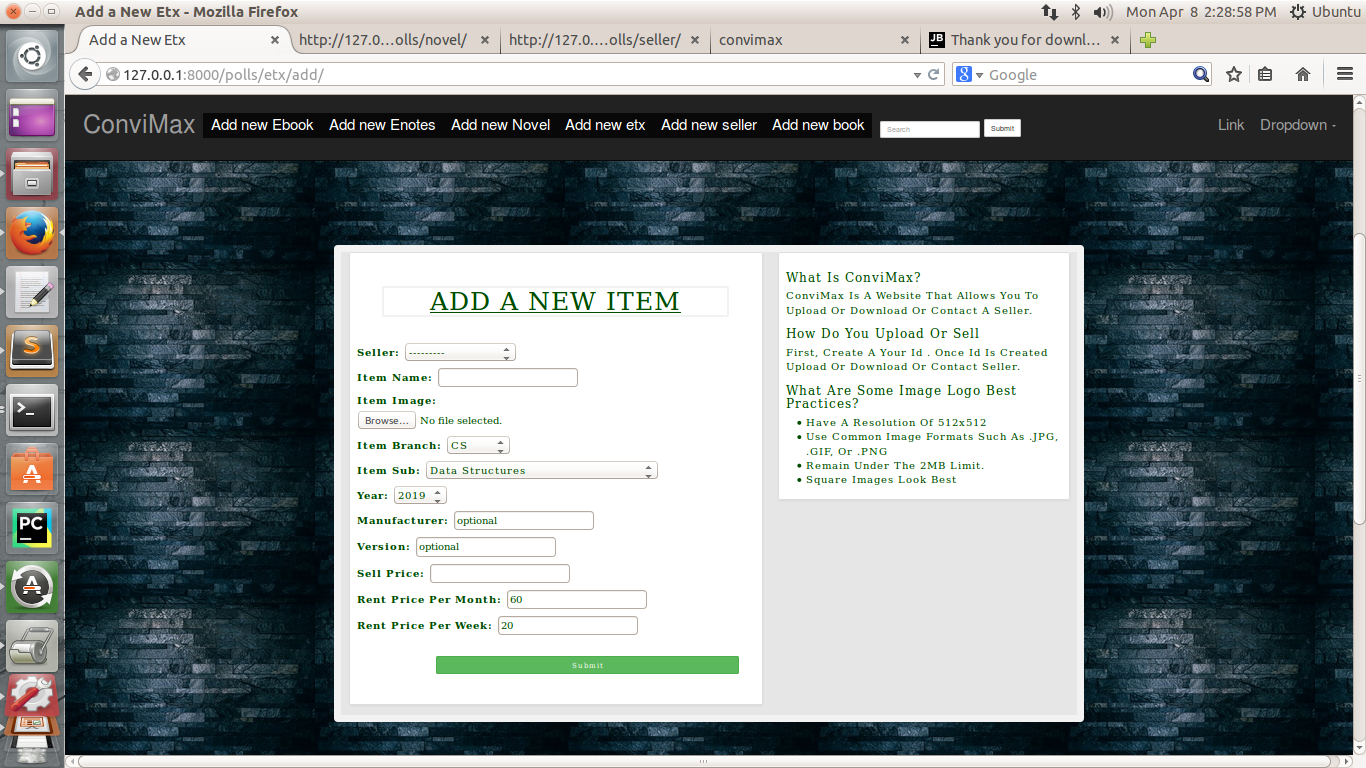 Add a New Etx - Mozilla Firefox
Mon Apr 8 2:28:58 PM Ubuntu
Add a New Etx
http://127.0...olls/novel/
http://127.0....olls/seller/
convimax
JB Thank you for downl...
127.0.0.1:8000/polls/etx/add/
8 Google
ConviMax Add new Ebook Add new Enotes Add new Novel Add new etx Add new seller Add new book Search Submit Link Dropdown
ADD A NEW ITEM
Seller: ---------
Item Name:
Item Image:
Browse... No file selected.
Item Branch: CS
Item Sub: Data Structures
Year: 2019
Manufacturer: optional
Version: optional
Sell Price:
Rent Price Per Month: 60
Rent Price Per Week: 20
Submit
What Is ConviMax?
ConviMax Is A Website That Allows You To
Upload Or Download Or Contact A Seller.
How Do You Upload Or Sell
First, Create A Your Id . Once Id Is Created
Upload Or Download Or Contact Seller.
What Are Some Image Logo Best
Practices?
Have A Resolution Of 512x512
Use Common Image Formats Such As .JPG,
.GIF, Or .PNG
Remain Under The 2MB Limit.
Square Images Look Best
S
A
PC
A